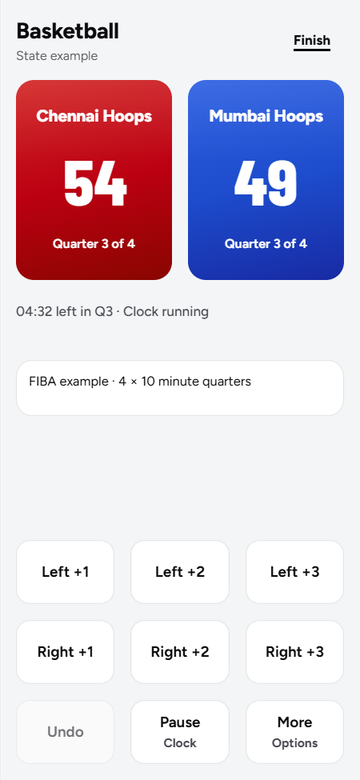 Basketball
Finish
State example
Chennai Hoops
Mumbai Hoops
54
49
Quarter 3 of 4
Quarter 3 of 4
04:32 left in Q3 · Clock running
FIBA example · 4 × 10 minute quarters
Left +1
Left +2
Left +3
Right +1
Right +2
Right +3
Undo
Pause
Clock
More
Options